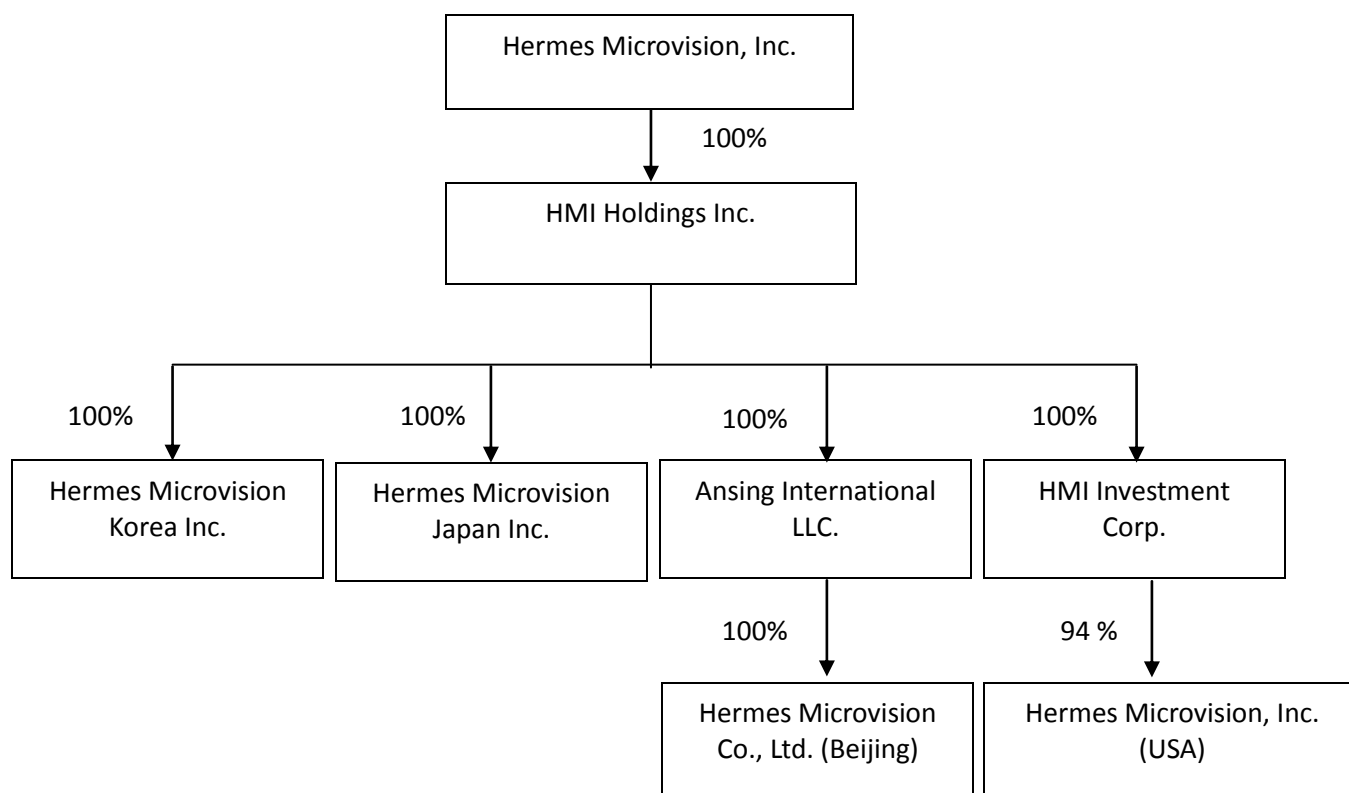 Hermes Microvision, Inc.
100%
HMI Holdings Inc.
100%
100%
100%
100%
Hermes Microvision
Korea Inc.
Hermes Microvision
Japan Inc.
Ansing International
LLC.
HMI Investment
Corp.
100%
94 %
Hermes Microvision
Co., Ltd. (Beijing)
Hermes Microvision, Inc.
(USA)